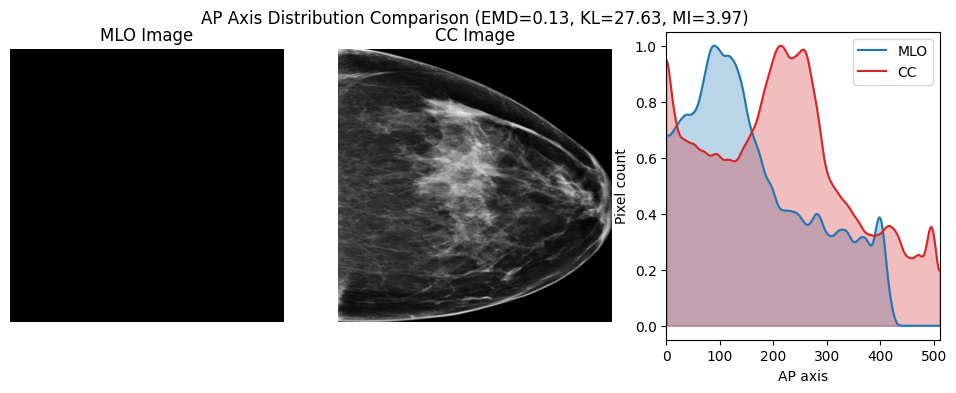 AP Axis Distribution Comparison (EMD=0.13, KL=27.63, MI=3.97)
MLO Image
CC Image
MLO
CC
Pixel count
1.0
0.8
0.6
0.4
0.2
0.0
0 100 200 300 400 500
AP axis